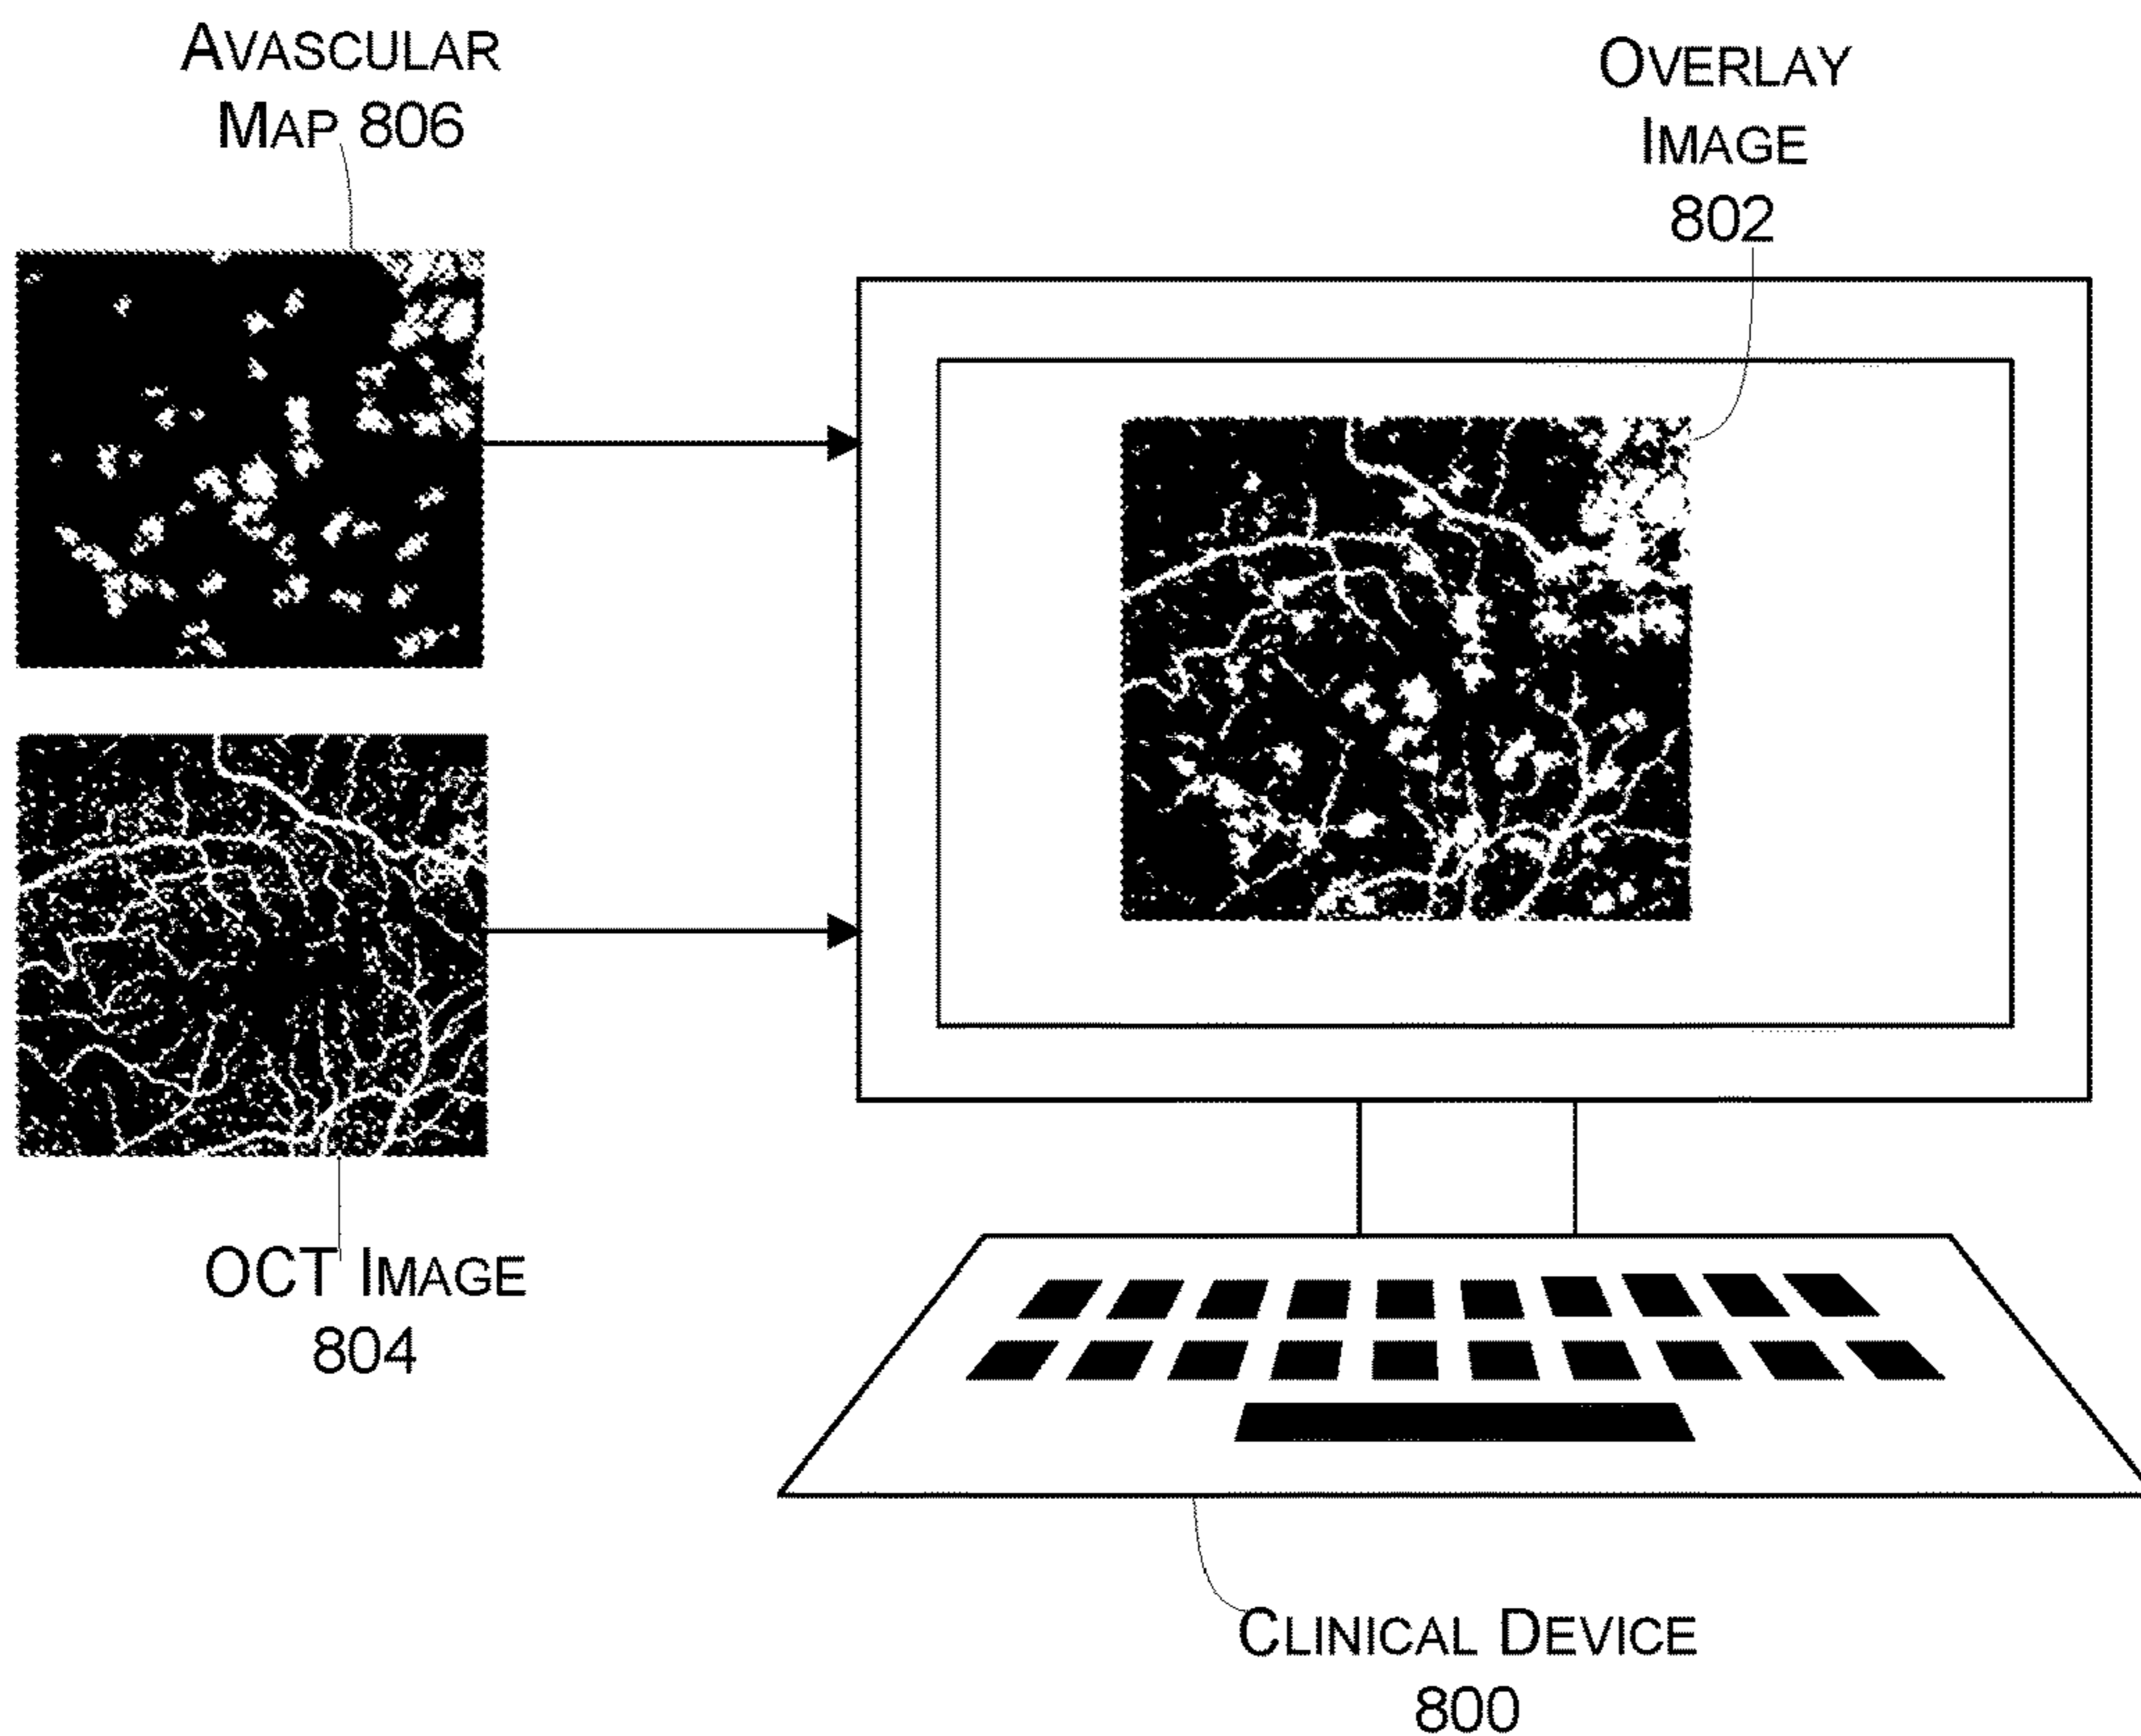 AVASCULAR
MAP 806
OVERLAY
IMAGE
802
OCT IMAGE
804
CLINICAL DEVICE
800